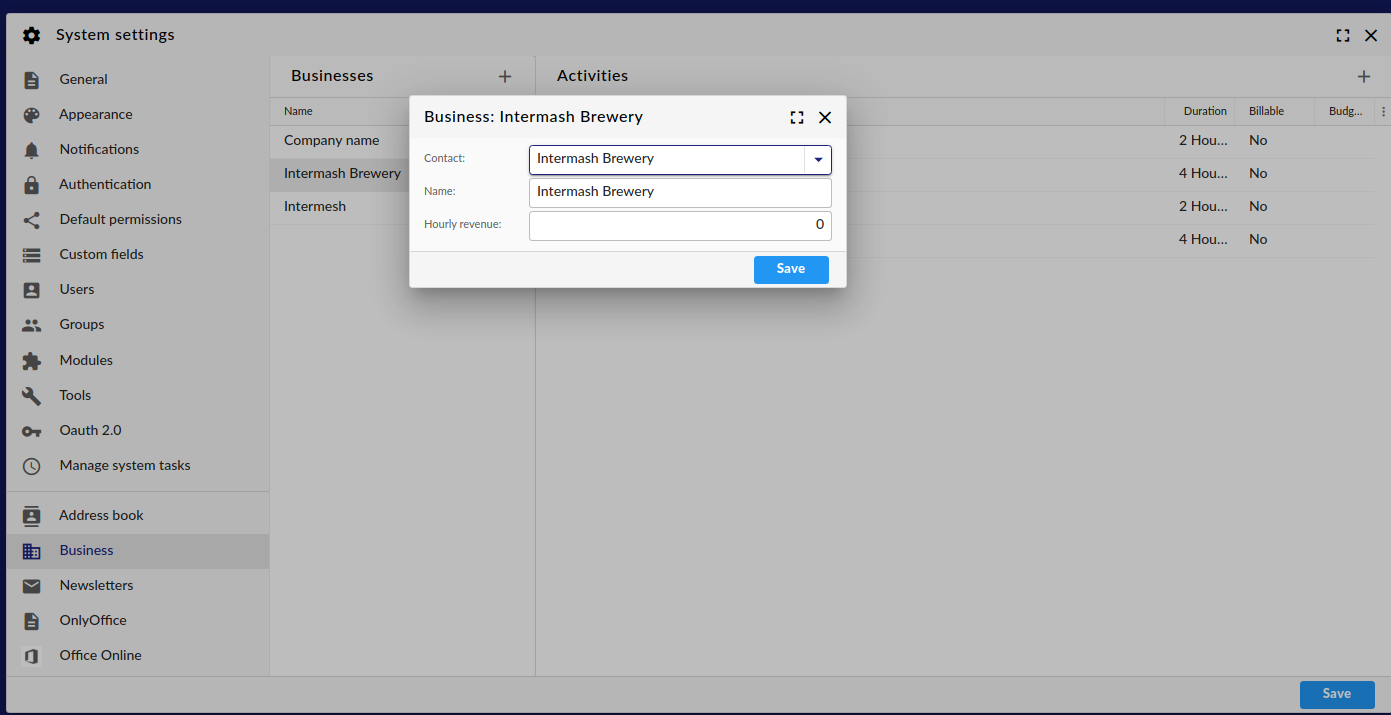 System settings
General
Appearance
Notifications
Authentication
Default permissions
Custom fields
Users
Groups
Modules
Tools
Oauth 2.0
Manage system tasks
Address book
Business
Newsletters
OnlyOffice
Office Online
Businesses
Name
Company name
Intermash Brewery
Intermesh
Activities
Duration Billable Budg...
2 Hou... No
4 Hou... No
2 Hou... No
4 Hou... No
Business: Intermash Brewery
Contact: Intermash Brewery
Name: Intermash Brewery
Hourly revenue: 0
Save
Save